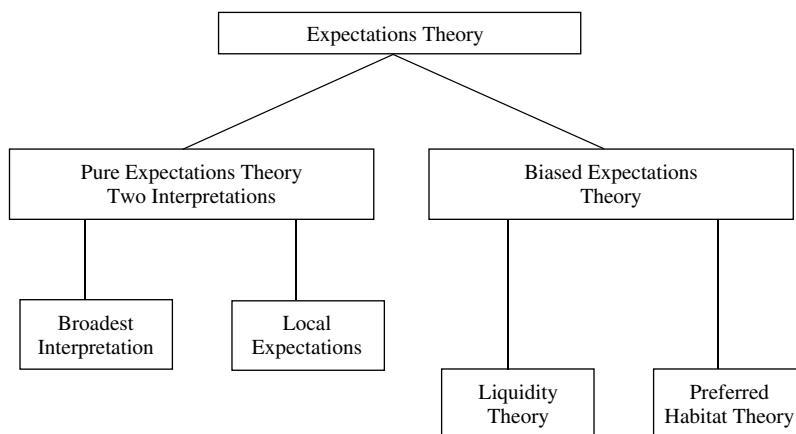 Expectations Theory
Pure Expectations Theory
Two Interpretations
Biased Expectations
Theory
Broadest
Interpretation
Local
Expectations
Liquidity
Theory
Preferred
Habitat Theory